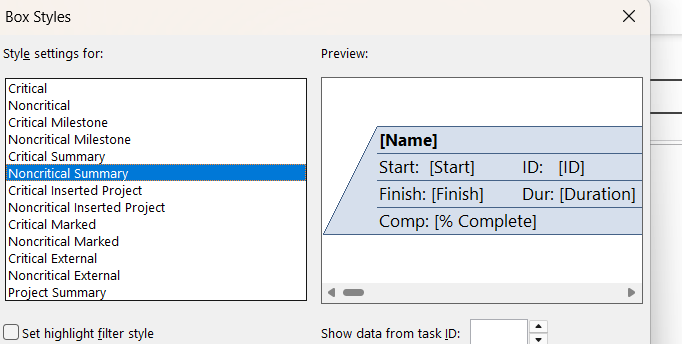 Box Styles
Style settings for:
Preview:
Critical
Noncritical
Critical Milestone
Noncritical Milestone
Critical Summary
Noncritical Summary
Critical Inserted Project
Noncritical Inserted Project
Critical Marked
Noncritical Marked
Critical External
Noncritical External
Project Summary
[Name]
Start: [Start] ID: [ID]
Finish: [Finish] Dur: [Duration]
Comp: [% Complete]
Set highlight filter style
Show data from task ID: